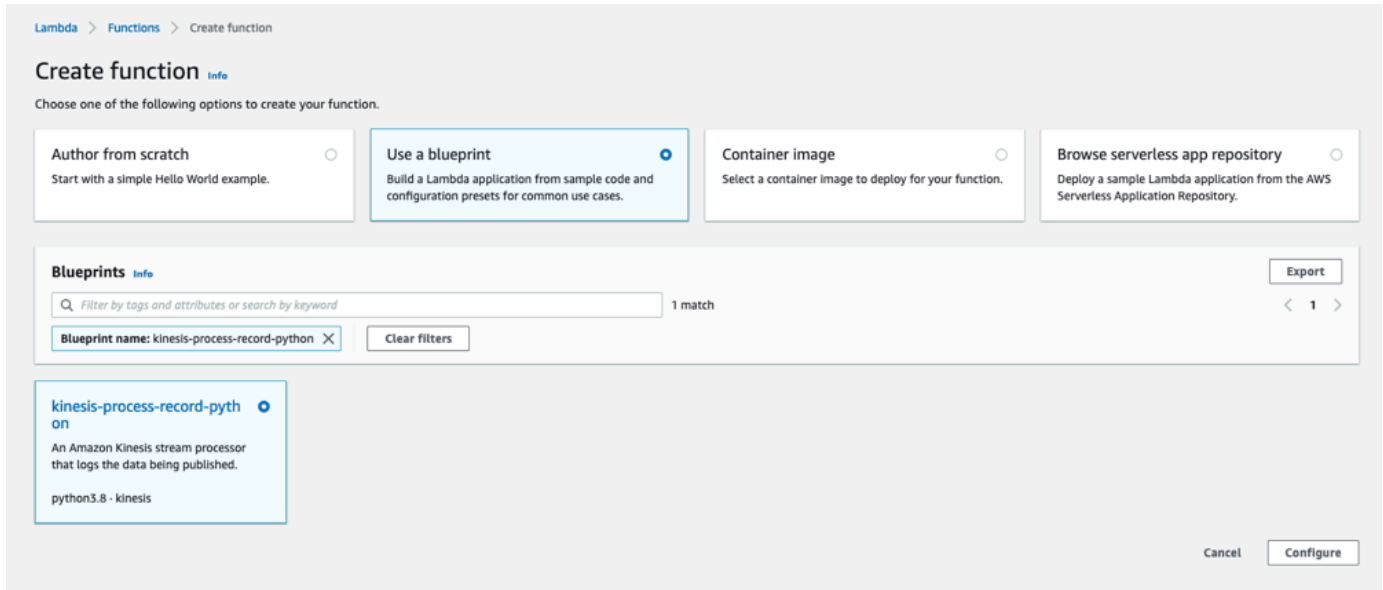 Lambda > Functions > Create function
Create function Info
Choose one of the following options to create your function.
Author from scratch
Start with a simple Hello World example.
Use a blueprint
Build a Lambda application from sample code and
configuration presets for common use cases.
Container image
Select a container image to deploy for your function.
Browse serverless app repository
Deploy a sample Lambda application from the AWS
Serverless Application Repository.
Blueprints Info
Export
Filter by tags and attributes or search by keyword
1 match
< 1 >
Blueprint name: kinesis-process-record-python X
Clear filters
kinesis-process-record-pyth
on
An Amazon Kinesis stream processor
that logs the data being published.
python3.8 · kinesis
Cancel
Configure